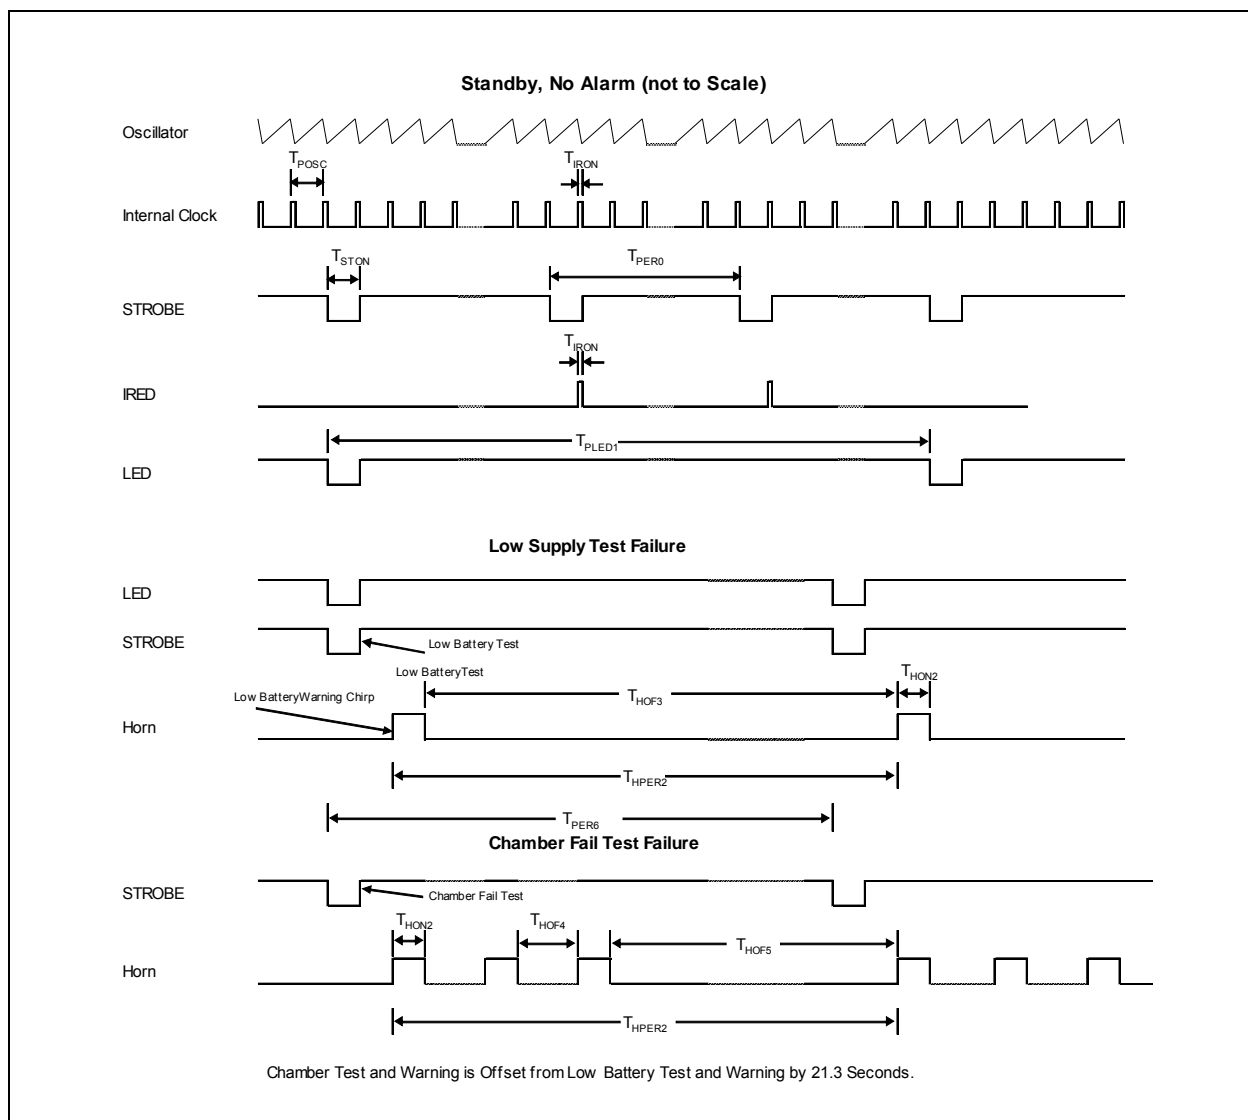 Standby, No Alarm (not to Scale)
Oscillator
TPOSC
TIRON
Internal Clock
TSTON
TPER0
STROBE
TIRON
IRED
TPLED1
LED
Low Supply Test Failure
LED
STROBE
Low Battery Test
Low BatteryTest
THON2
Low BatteryWarning Chirp
THOF3
Horn
THPER2
TPER6
Chamber Fail Test Failure
STROBE
Chamber Fail Test
THON2
THOF4
THOF5
Horn
THPER2
Chamber Test and Warning is Offset from Low Battery Test and Warning by 21.3 Seconds.